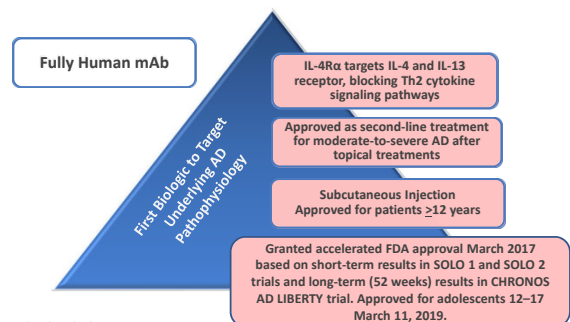 Fully Human mAb
First Biologic to Target
Underlying AD
Pathophysiology
IL-4Rα targets IL-4 and IL-13
receptor, blocking Th2 cytokine
signaling pathways
Approved as second-line treatment
for moderate-to-severe AD after
topical treatments
Subcutaneous Injection
Approved for patients ≥12 years
Granted accelerated FDA approval March 2017
based on short-term results in SOLO 1 and SOLO 2
trials and long-term (52 weeks) results in CHRONOS
AD LIBERTY trial. Approved for adolescents 12–17
March 11, 2019.